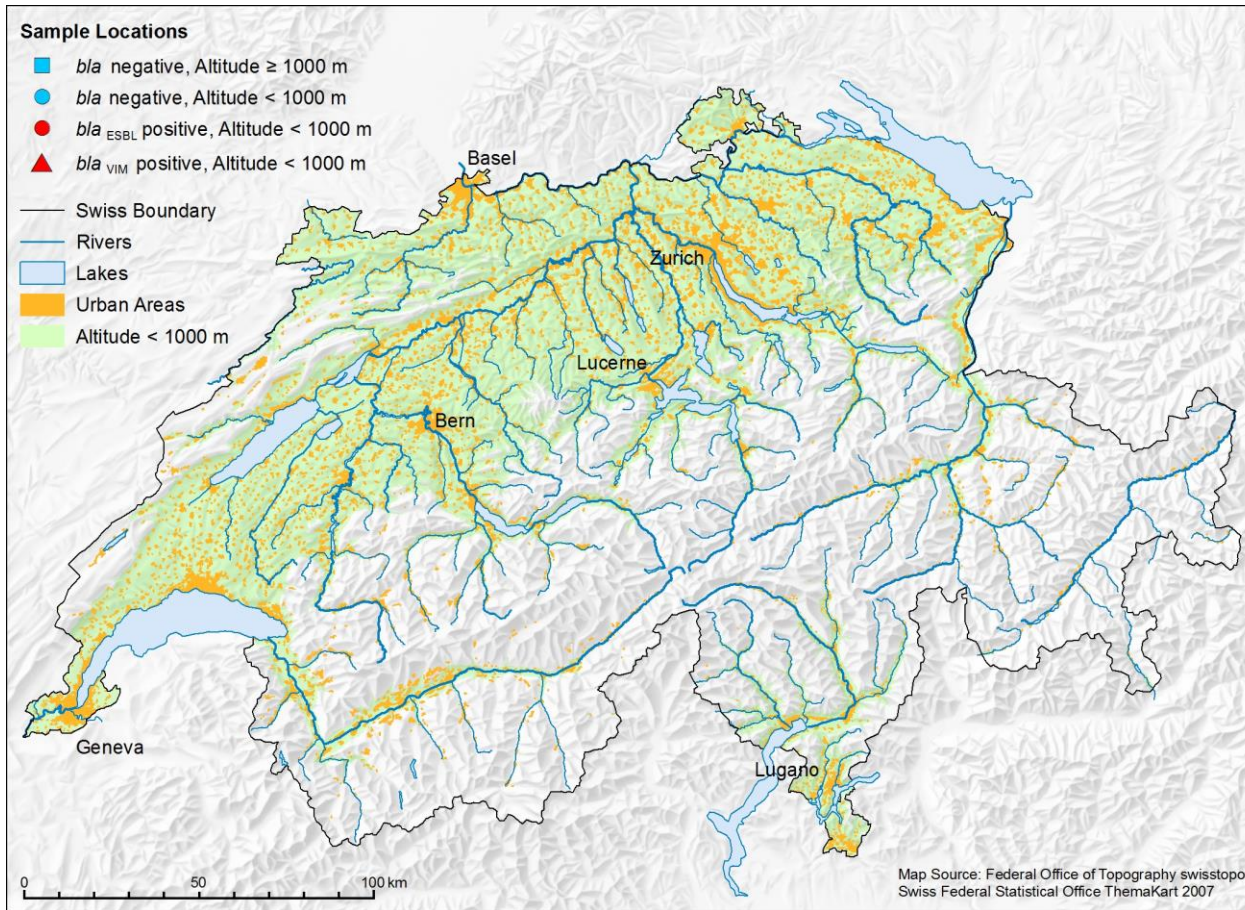 Sample Locations
bla negative, Altitude ≥ 1000 m
bla negative, Altitude < 1000 m
bla ESBL positive, Altitude < 1000 m
bla VIM positive, Altitude < 1000 m
Swiss Boundary
Rivers
Lakes
Urban Areas
Altitude < 1000 m
Basel
Zurich
Lucerne
Bern
Geneva
Lugano
0 50 100 km
Map Source: Federal Office of Topography swisstopo
Swiss Federal Statistical Office ThemaKart 2007